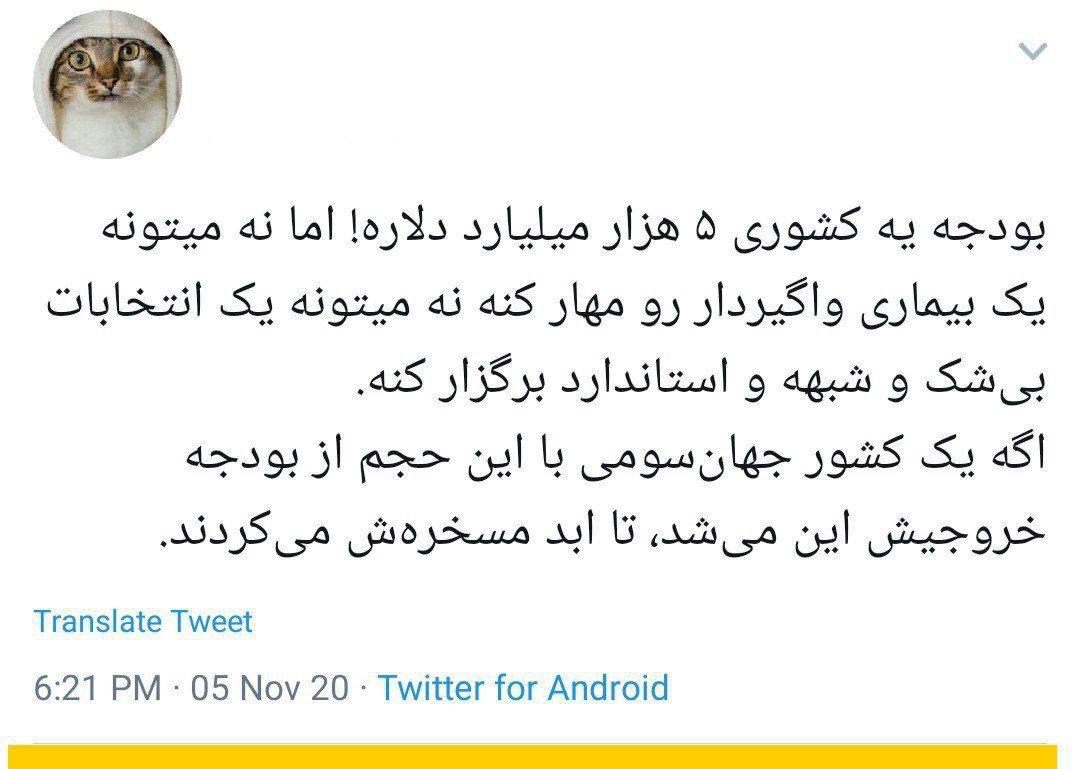 بودجه یه کشوری ۵ هزار میلیارد دلاره! اما نه میتونه
یک بیماری واگیردار رو مهار کنه نه میتونه یک انتخابات
بی‌شک و شبهه و استاندارد برگزار کنه.
اگه یک کشور جهان‌سومی با این حجم از بودجه
خروجیش این می‌شد، تا ابد مسخره‌ش می‌کردند.
Translate Tweet
6:21 PM · 05 Nov 20 · Twitter for Android